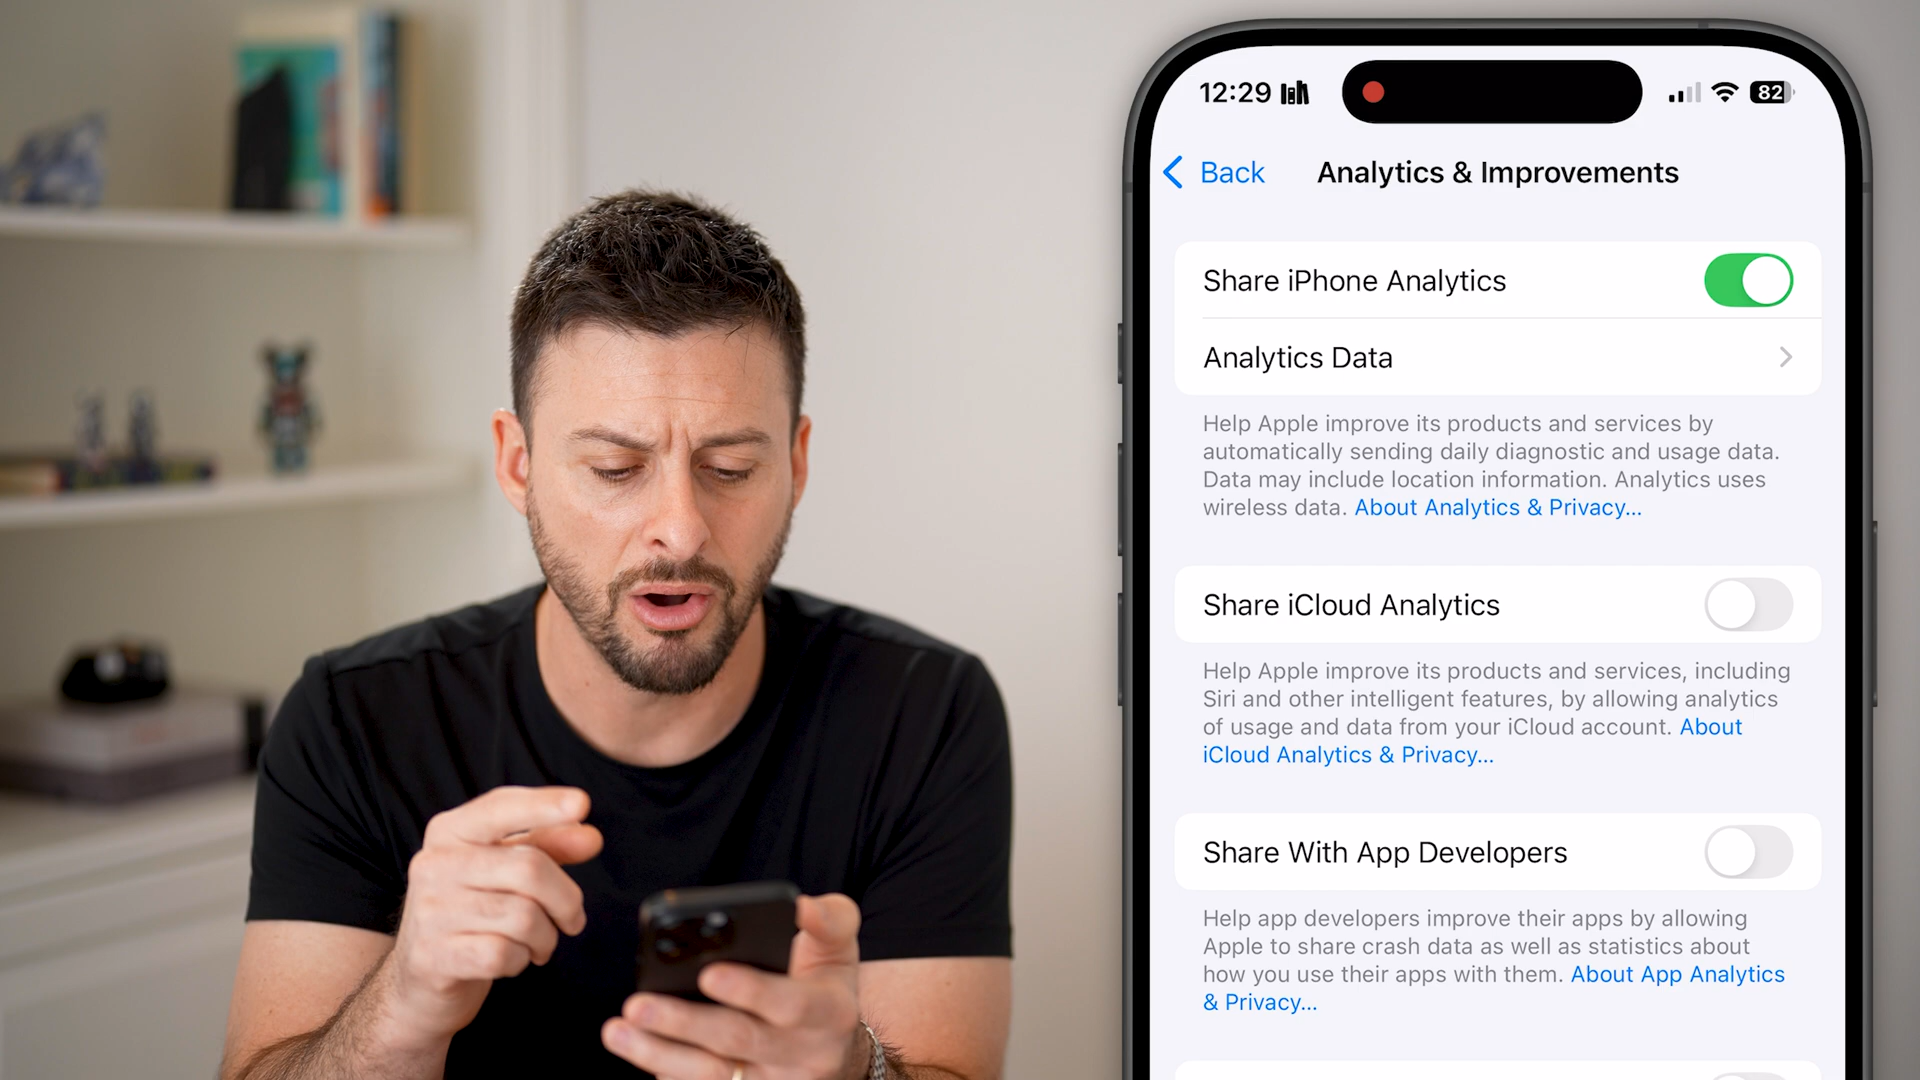 12:29
82
Back
Analytics & Improvements
Share iPhone Analytics
Analytics Data
Help Apple improve its products and services by
automatically sending daily diagnostic and usage data.
Data may include location information. Analytics uses
wireless data. About Analytics & Privacy...
Share iCloud Analytics
Help Apple improve its products and services, including
Siri and other intelligent features, by allowing analytics
of usage and data from your iCloud account. About
iCloud Analytics & Privacy...
Share With App Developers
Help app developers improve their apps by allowing
Apple to share crash data as well as statistics about
how you use their apps with them. About App Analytics
& Privacy...